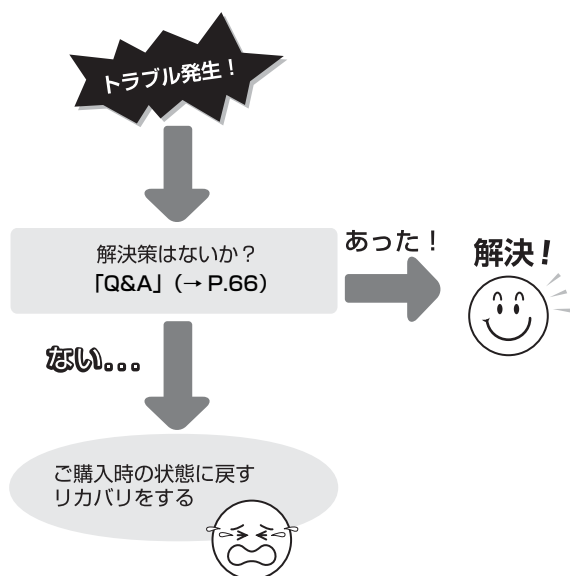 トラブル発生！
解決策はないか？
「Q&A」（→ P.66）
あった！
解決！
ない...
ご購入時の状態に戻す
リカバリをする